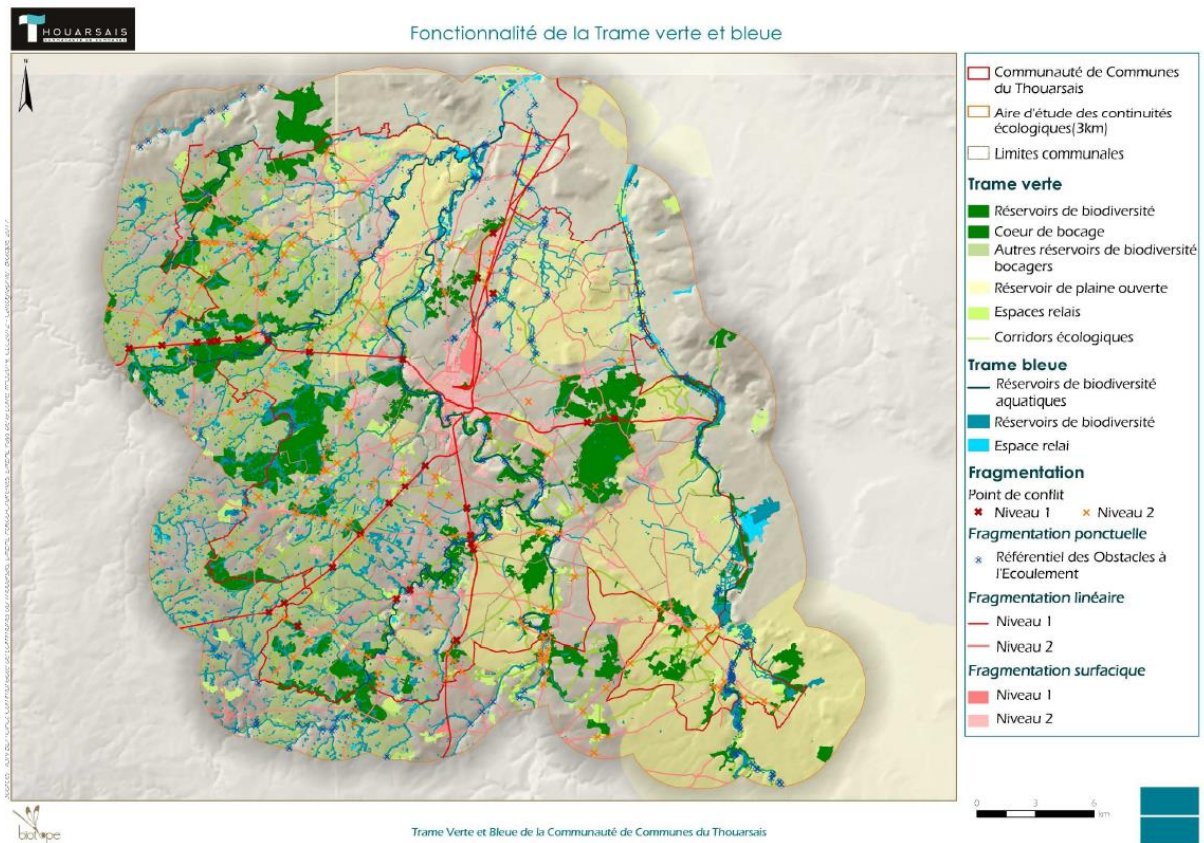 THOUARSAIS
COMMUNAUTÉ DE COMMUNES
Fonctionnalité de la Trame verte et bleue
N
Communauté de Communes
du Thouarsais
Aire d'étude des continuités
écologiques(3km)
Limites communales
Trame verte
Réservoirs de biodiversité
Coeur de bocage
Autres réservoirs de biodiversité
bocagers
Réservoir de plaine ouverte
Espaces relais
Corridors écologiques
Trame bleue
Réservoirs de biodiversité
aquatiques
Réservoirs de biodiversité
Espace relai
Fragmentation
Point de conflit
Niveau 1 Niveau 2
Fragmentation ponctuelle
Référentiel des Obstacles à
l'Ecoulement
Fragmentation linéaire
Niveau 1
Niveau 2
Fragmentation surfacique
Niveau 1
Niveau 2
0 3 6
km
biotope
Trame Verte et Bleue de la Communauté de Communes du Thouarsais